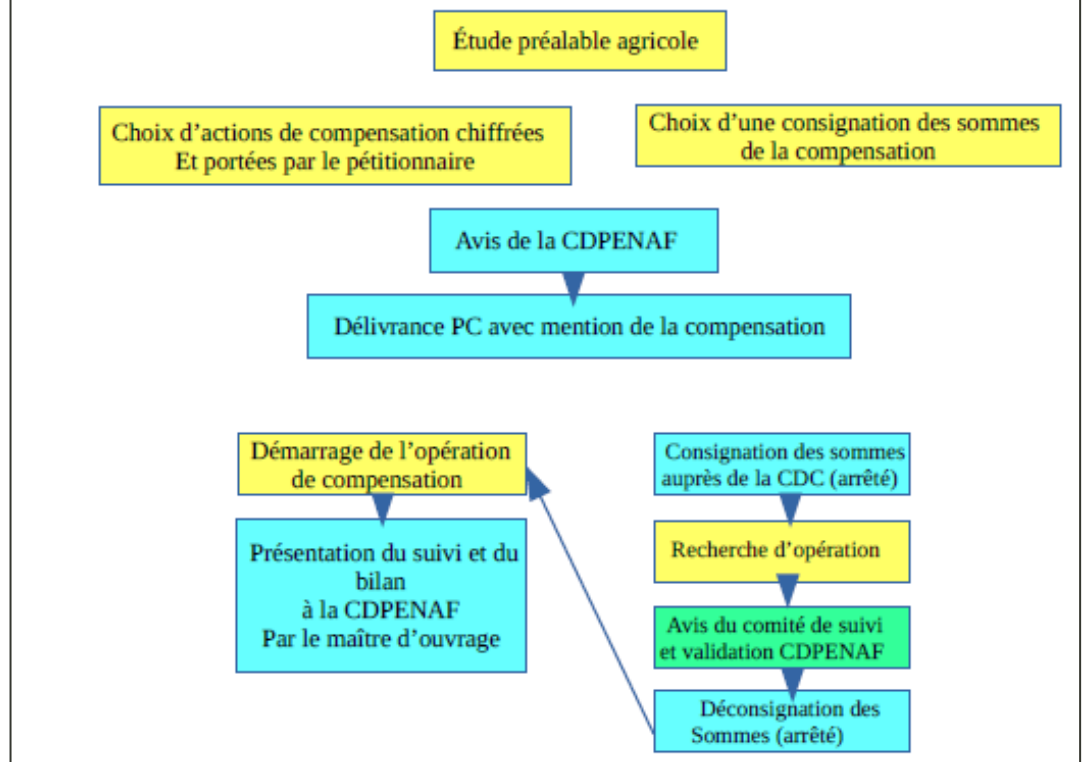 Étude préalable agricole
Choix d’actions de compensation chiffrées
Et portées par le pétitionnaire
Choix d’une consignation des sommes
de la compensation
Avis de la CDPENAF
Délivrance PC avec mention de la compensation
Démarrage de l’opération
de compensation
Présentation du suivi et du
bilan
à la CDPENAF
Par le maître d’ouvrage
Consignation des sommes
auprès de la CDC (arrêté)
Recherche d’opération
Avis du comité de suivi
et validation CDPENAF
Déconsignation des
Sommes (arrêté)